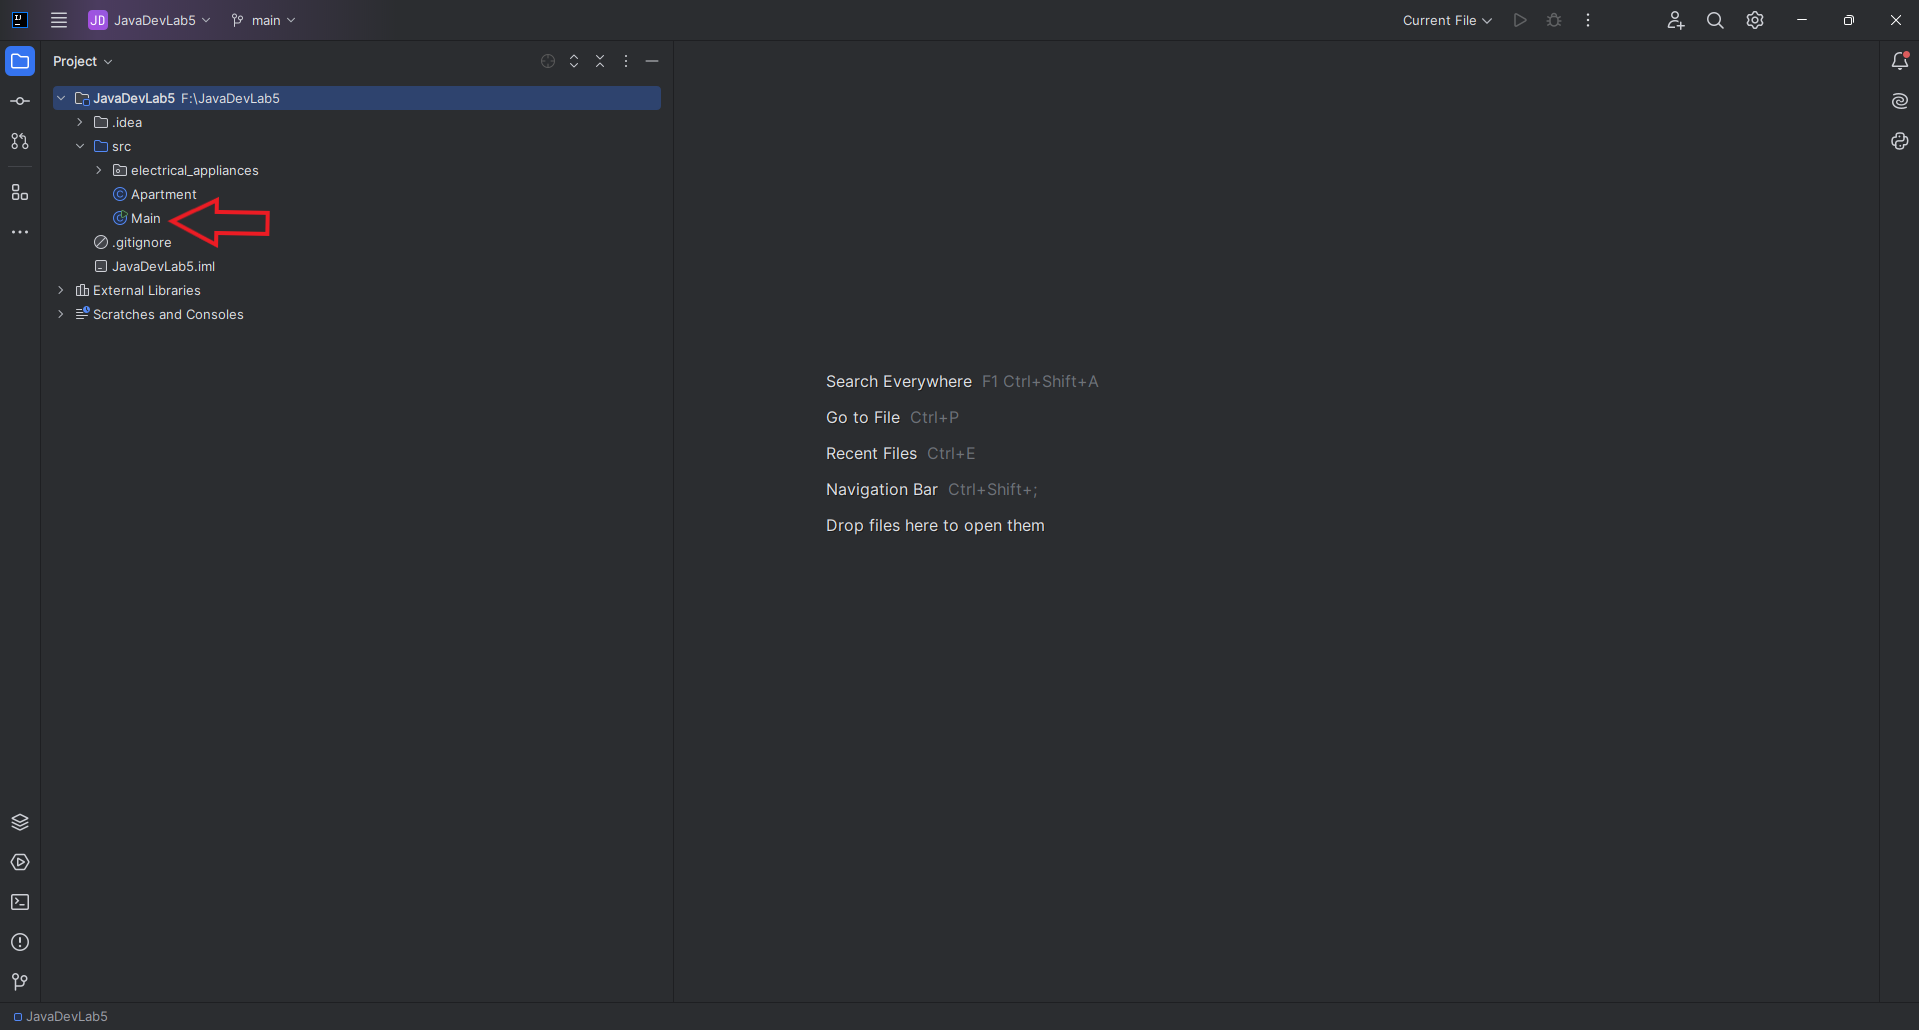 JD JavaDevLab5 main Current File
Project
JavaDevLab5 F:\JavaDevLab5
.idea
src
electrical_appliances
Apartment
Main
.gitignore
JavaDevLab5.iml
External Libraries
Scratches and Consoles
Search Everywhere F1 Ctrl+Shift+A
Go to File Ctrl+P
Recent Files Ctrl+E
Navigation Bar Ctrl+Shift+;
Drop files here to open them
JavaDevLab5